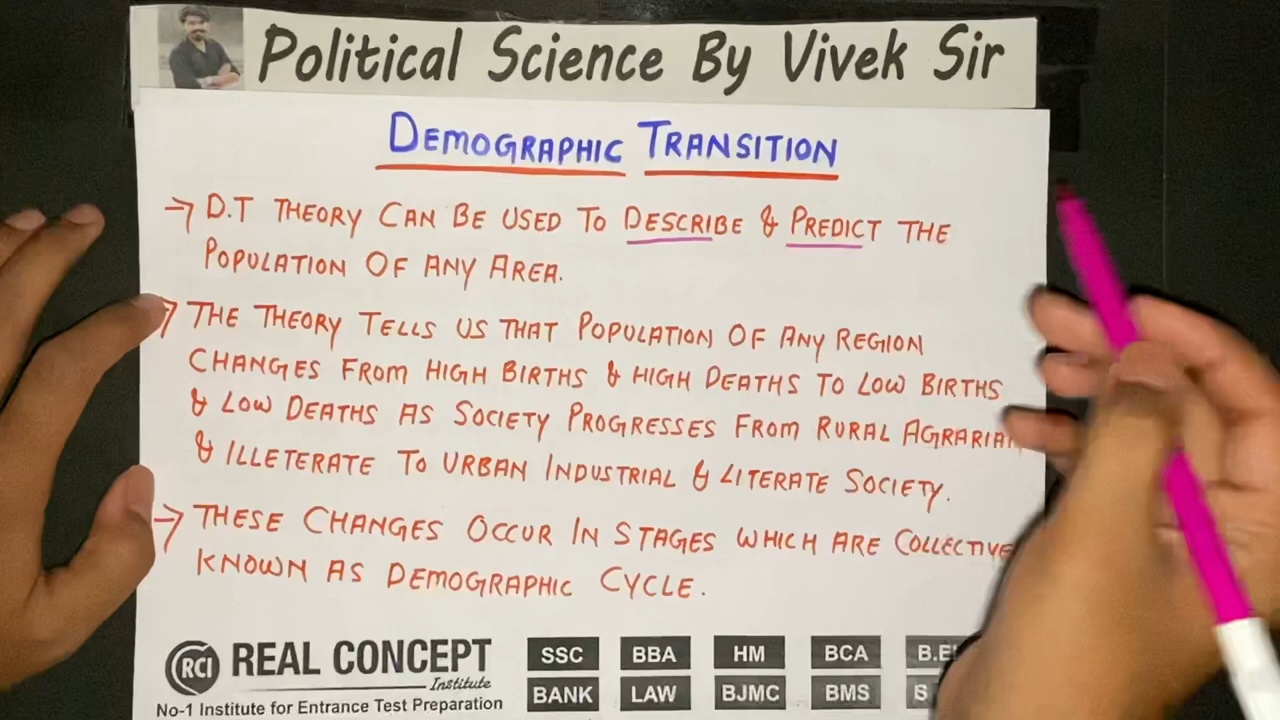 Political Science By Vivek Sir
DEMOGRAPHIC TRANSITION
→ D.T THEORY CAN BE USED TO DESCRIBE & PREDICT THE
POPULATION OF ANY AREA.
→ THE THEORY TELLS US THAT POPULATION OF ANY REGION
CHANGES FROM HIGH BIRTHS & HIGH DEATHS TO LOW BIRTHS
& LOW DEATHS AS SOCIETY PROGRESSES FROM RURAL AGRARIAN
& ILLETERATE TO URBAN INDUSTRIAL & LITERATE SOCIETY.
→ THESE CHANGES OCCUR IN STAGES WHICH ARE COLLECTIVE
KNOWN AS DEMOGRAPHIC CYCLE.
RCI REAL CONCEPT
Institute
No-1 Institute for Entrance Test Preparation
SSC BBA HM BCA
BANK LAW BJMC BMS